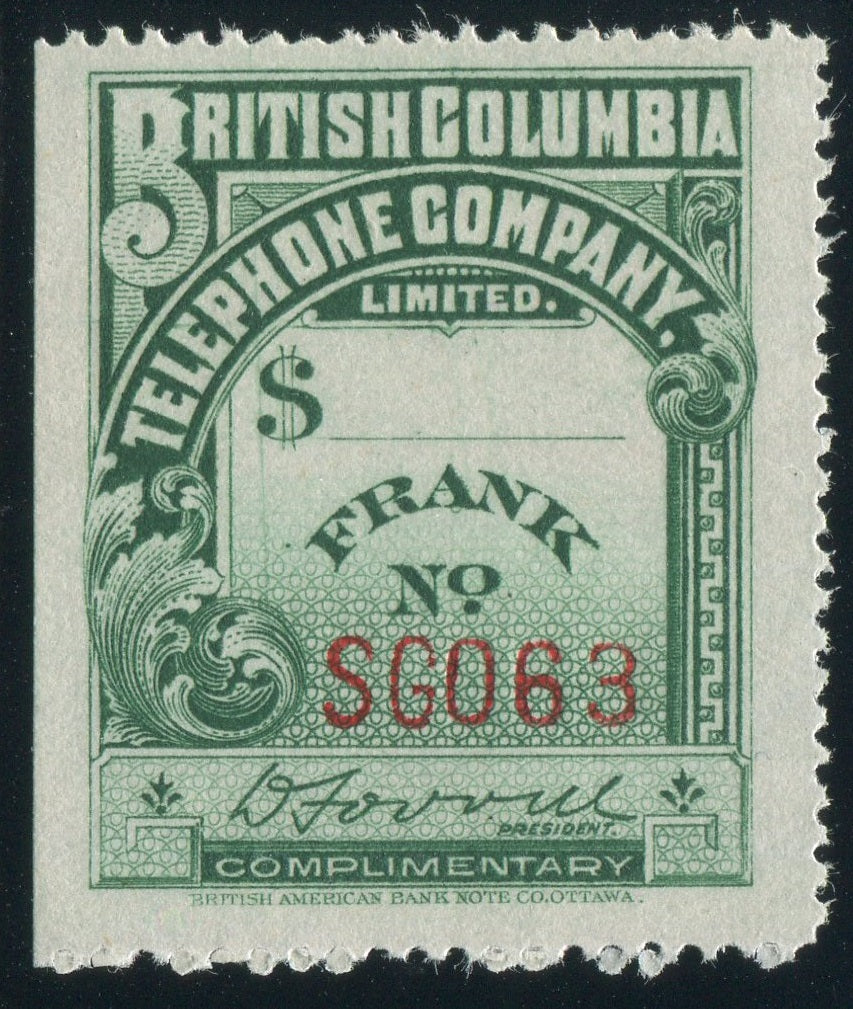 BRITISH COLUMBIA
TELEPHONE COMPANY,
LIMITED.
$
FRANK
No
SG063
PRESIDENT.
COMPLIMENTARY
BRITISH AMERICAN BANK NOTE CO. OTTAWA.